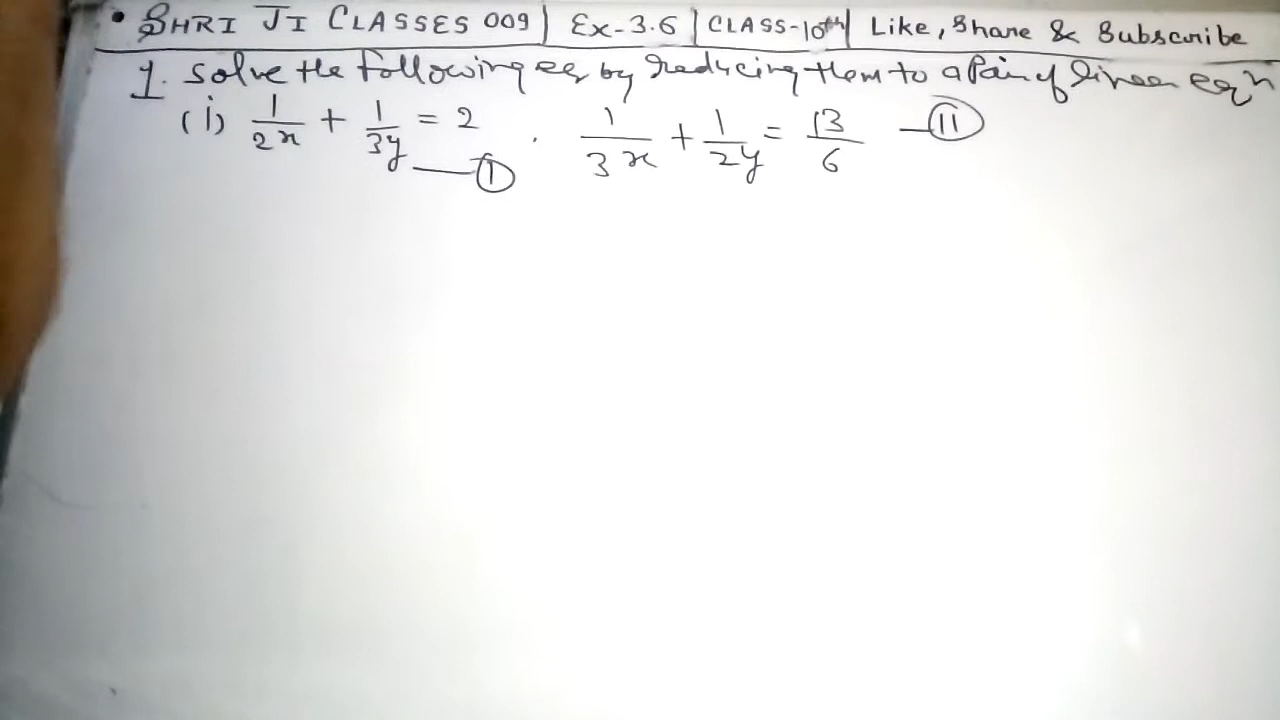 • SHRI JI CLASSES 009 | Ex-3.6 | CLASS-10th | Like, Share & Subscribe
1. Solve the following eq by reducing them to a Pair of linear eqⁿ
(i) 1/2x + 1/3y = 2 —(I) . 1/3x + 1/2y = 13/6 —(II)